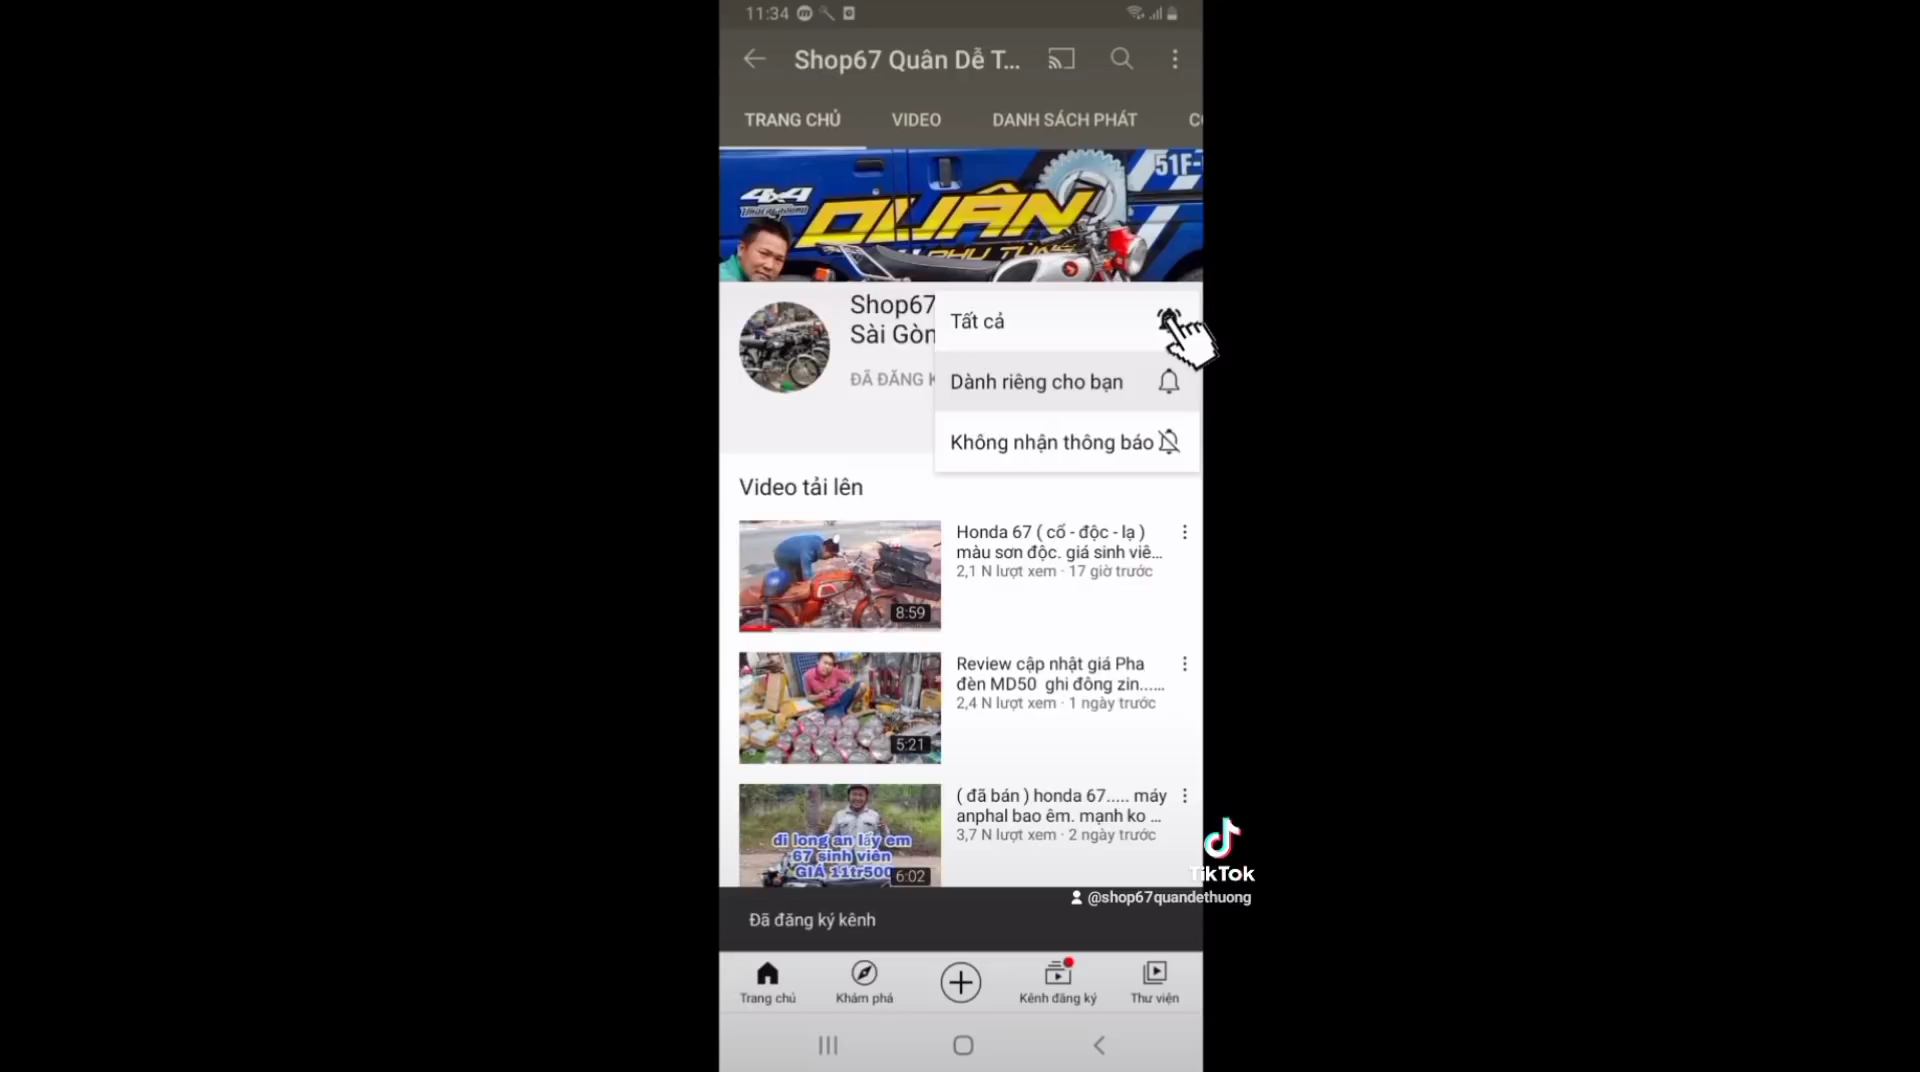 11:34
Shop67 Quân Dễ T...
TRANG CHỦ VIDEO DANH SÁCH PHÁT
51F-
4x4
QUÂN
PHỤ TÙNG
Shop67
Sài Gòn
ĐÃ ĐĂNG K
Tất cả
Dành riêng cho bạn
Không nhận thông báo
Video tải lên
Honda 67 ( cổ - độc - lạ )
màu sơn độc. giá sinh viê...
2,1 N lượt xem · 17 giờ trước
8:59
Review cập nhật giá Pha
đèn MD50 ghi đông zin......
2,4 N lượt xem · 1 ngày trước
5:21
( đã bán ) honda 67..... máy
anphal bao êm. mạnh ko ...
3,7 N lượt xem · 2 ngày trước
đi long an lấy em
67 sinh viên
GIÁ 11tr500
6:02
TikTok
@shop67quandethuong
Đã đăng ký kênh
Trang chủ Khám phá Kênh đăng ký Thư viện